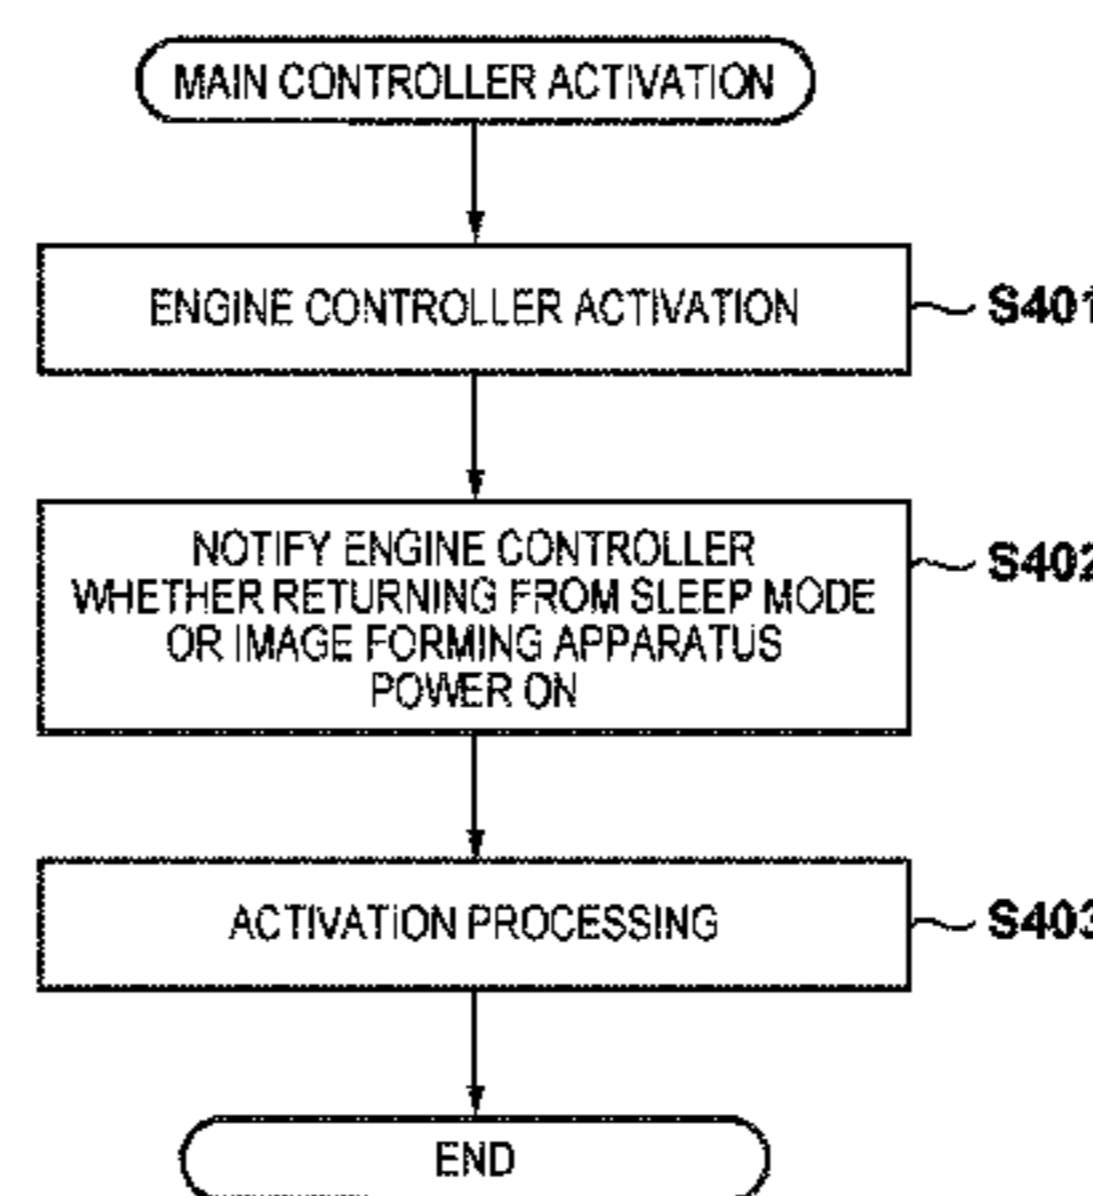 MAIN CONTROLLER ACTIVATION
ENGINE CONTROLLER ACTIVATION
S401
NOTIFY ENGINE CONTROLLER
WHETHER RETURNING FROM SLEEP MODE
OR IMAGE FORMING APPARATUS
POWER ON
S402
ACTIVATION PROCESSING
S403
END